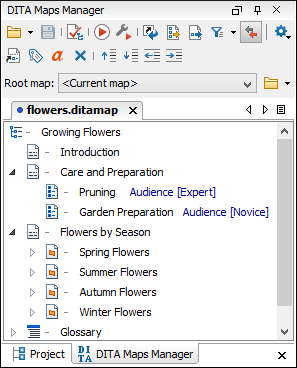 DITA Maps Manager
Root map: <Current map>
flowers.ditamap
Growing Flowers
Introduction
Care and Preparation
Pruning Audience [Expert]
Garden Preparation Audience [Novice]
Flowers by Season
Spring Flowers
Summer Flowers
Autumn Flowers
Winter Flowers
Glossary
Project DITA DITA Maps Manager